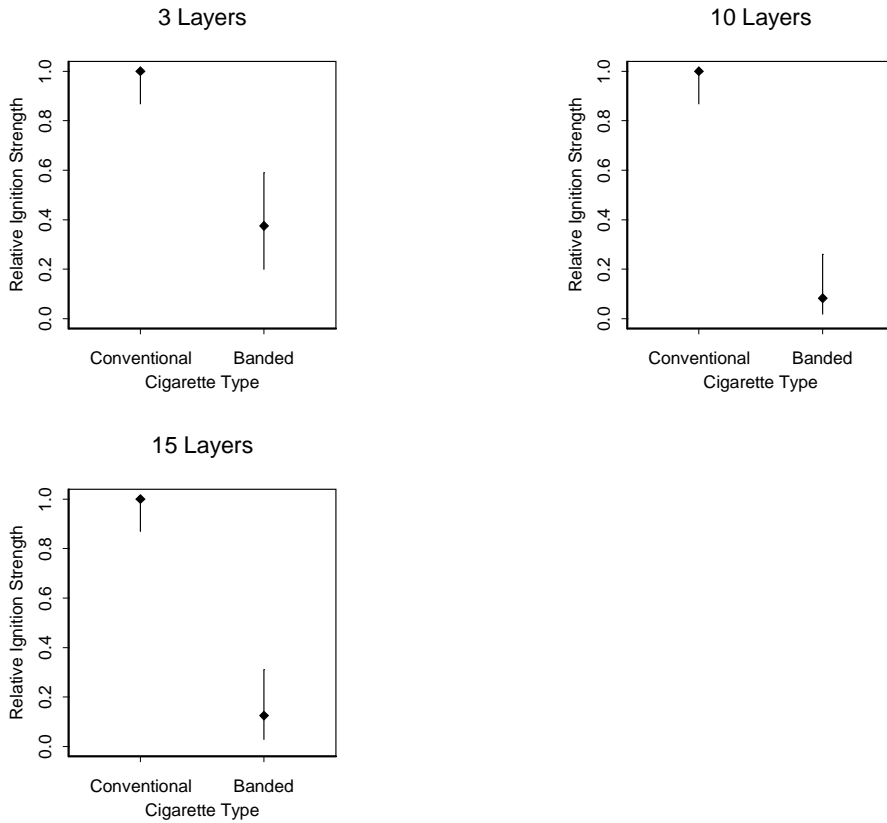 3 Layers
Relative Ignition Strength
1.0
0.8
0.6
0.4
0.2
0.0
Conventional Banded
Cigarette Type
10 Layers
Relative Ignition Strength
1.0
0.8
0.6
0.4
0.2
0.0
Conventional Banded
Cigarette Type
15 Layers
Relative Ignition Strength
1.0
0.8
0.6
0.4
0.2
0.0
Conventional Banded
Cigarette Type